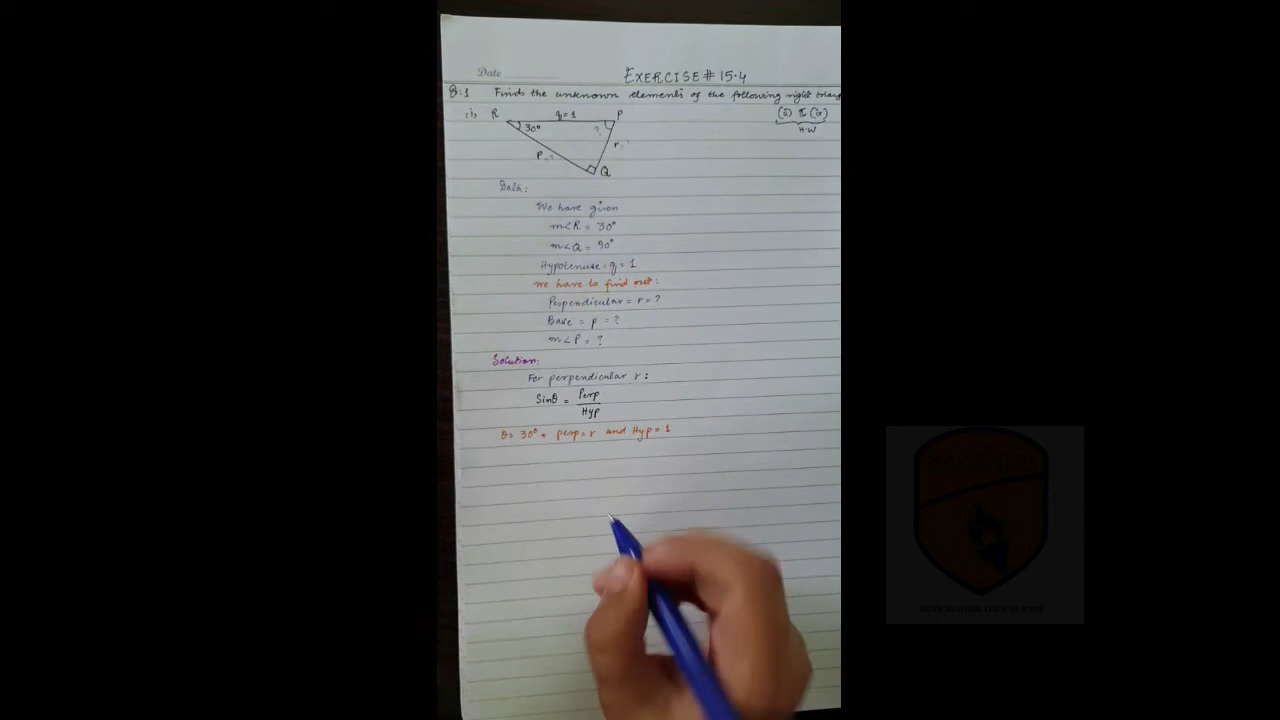 Date
EXERCISE # 15.4
Q.1 Finds the unknown elements of the following right triang
(i) R q=1 P
30° ?
P=? r=?
Q
H.W
Data:
We have given
m<R = 30°
m<Q = 90°
Hypotenuse = q = 1
we have to find out:
Perpendicular = r = ?
Base = p = ?
m<P = ?
Solution:
For perpendicular r:
Sinθ = Perp
Hyp
θ = 30°, perp = r and Hyp = 1